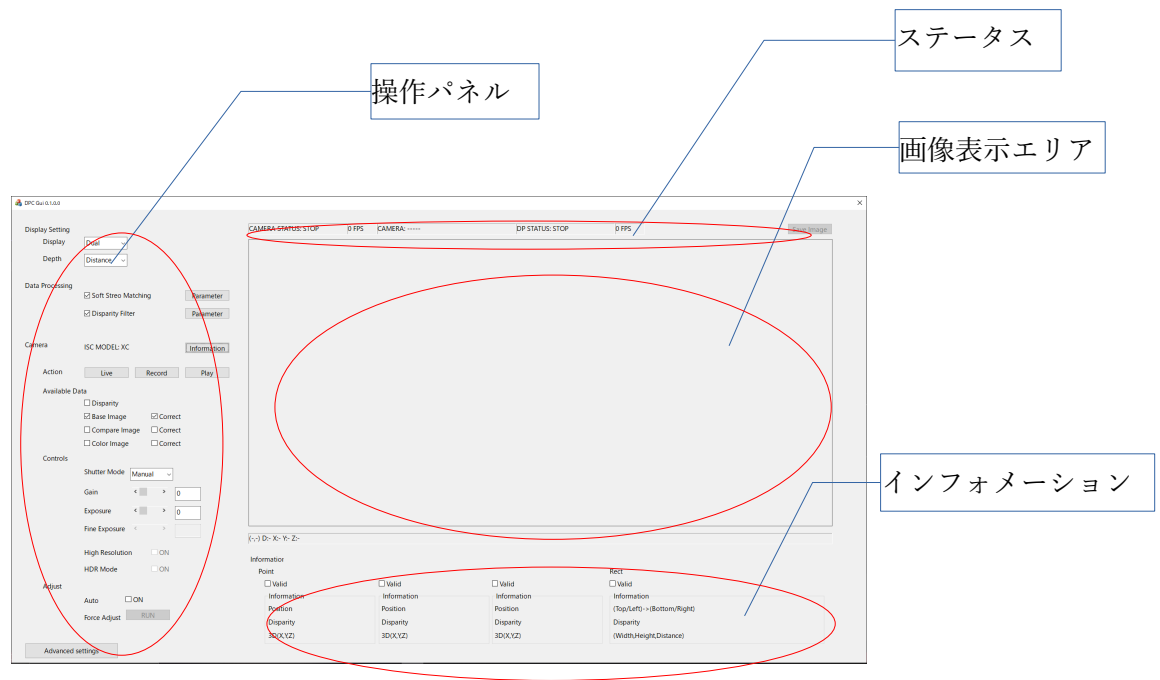 ステータス
操作パネル
画像表示エリア
DPC Gui 0.1.0.0
Display Setting
Display Dual
Depth Distance
Data Processing
Soft Streo Matching Parameter
Disparity Filter Parameter
Camera ISC MODEL: XC Information
Action Live Record Play
Available Data
Disparity
Base Image Correct
Compare Image Correct
Color Image Correct
Controls
Shutter Mode Manual
Gain < > 0
Exposure < > 0
Fine Exposure < >
High Resolution ON
HDR Mode ON
Adjust
Auto ON
Force Adjust RUN
Advanced settings
CAMERA STATUS: STOP 0 FPS CAMERA: ----- DP STATUS: STOP 0 FPS Save Image
インフォメーション
(-,-) D:- X:- Y:- Z:-
Information
Point Rect
Valid Valid Valid Valid
Information Information Information Information
Position Position Position (Top/Left)->(Bottom/Right)
Disparity Disparity Disparity Disparity
3D(X,YZ) 3D(X,YZ) 3D(X,YZ) (Width,Height,Distance)